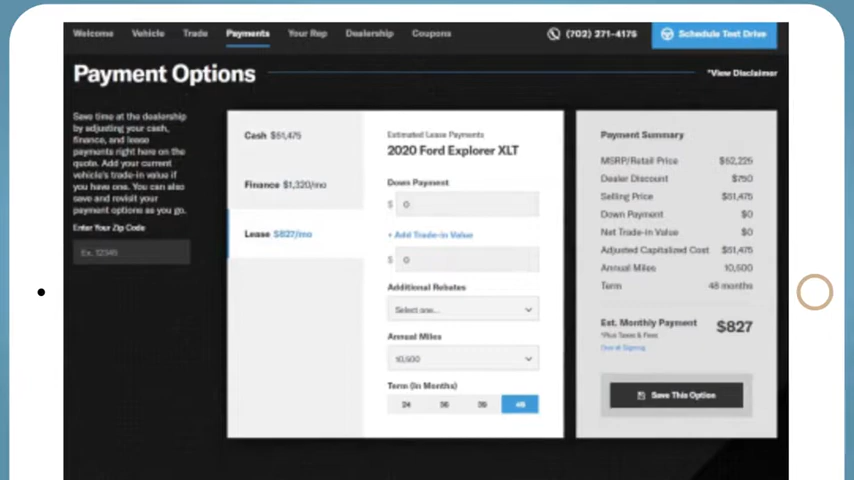 Welcome Vehicle Trade Payments Your Rep Dealership Coupons (702) 271-4175 Schedule Test Drive
Payment Options
*View Disclaimer
Save time at the dealership
by adjusting your cash,
finance, and lease
payments right here on the
quote. Add your current
vehicle's trade-in value if
you have one. You can also
save and revisit your
payment options as you go.
Enter Your Zip Code
Ex. 12345
Cash $51,475
Finance $1,320/mo
Lease $827/mo
Estimated Lease Payments
2020 Ford Explorer XLT
Down Payment
$ 0
+ Add Trade-in Value
$ 0
Additional Rebates
Select one...
Annual Miles
10,500
Term (In Months)
24 36 39 48
Payment Summary
MSRP/Retail Price $52,225
Dealer Discount $750
Selling Price $51,475
Down Payment $0
Net Trade-in Value $0
Adjusted Capitalized Cost $51,475
Annual Miles 10,500
Term 48 months
Est. Monthly Payment $827
*Plus Taxes & Fees
Due at Signing
Save This Option